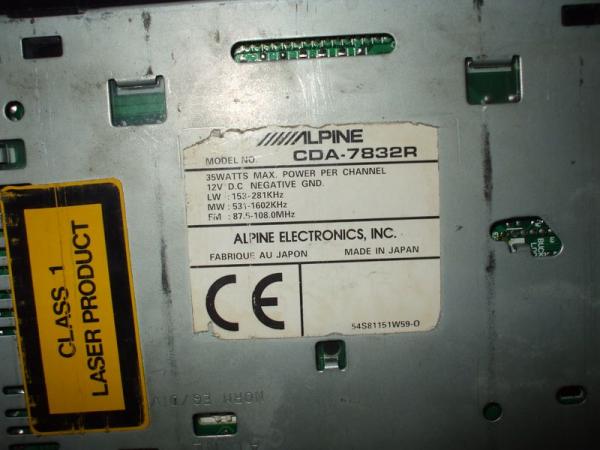 ALPINE
MODEL NO. CDA-7832R
35WATTS MAX. POWER PER CHANNEL
12V D.C NEGATIVE GND.
LW : 153-281KHz
MW : 531-1602KHz
FM : 87.5-108.0MHz
ALPINE ELECTRONICS, INC.
FABRIQUE AU JAPON MADE IN JAPAN
CE
54S81151W59-O
CLASS 1
LASER PRODUCT